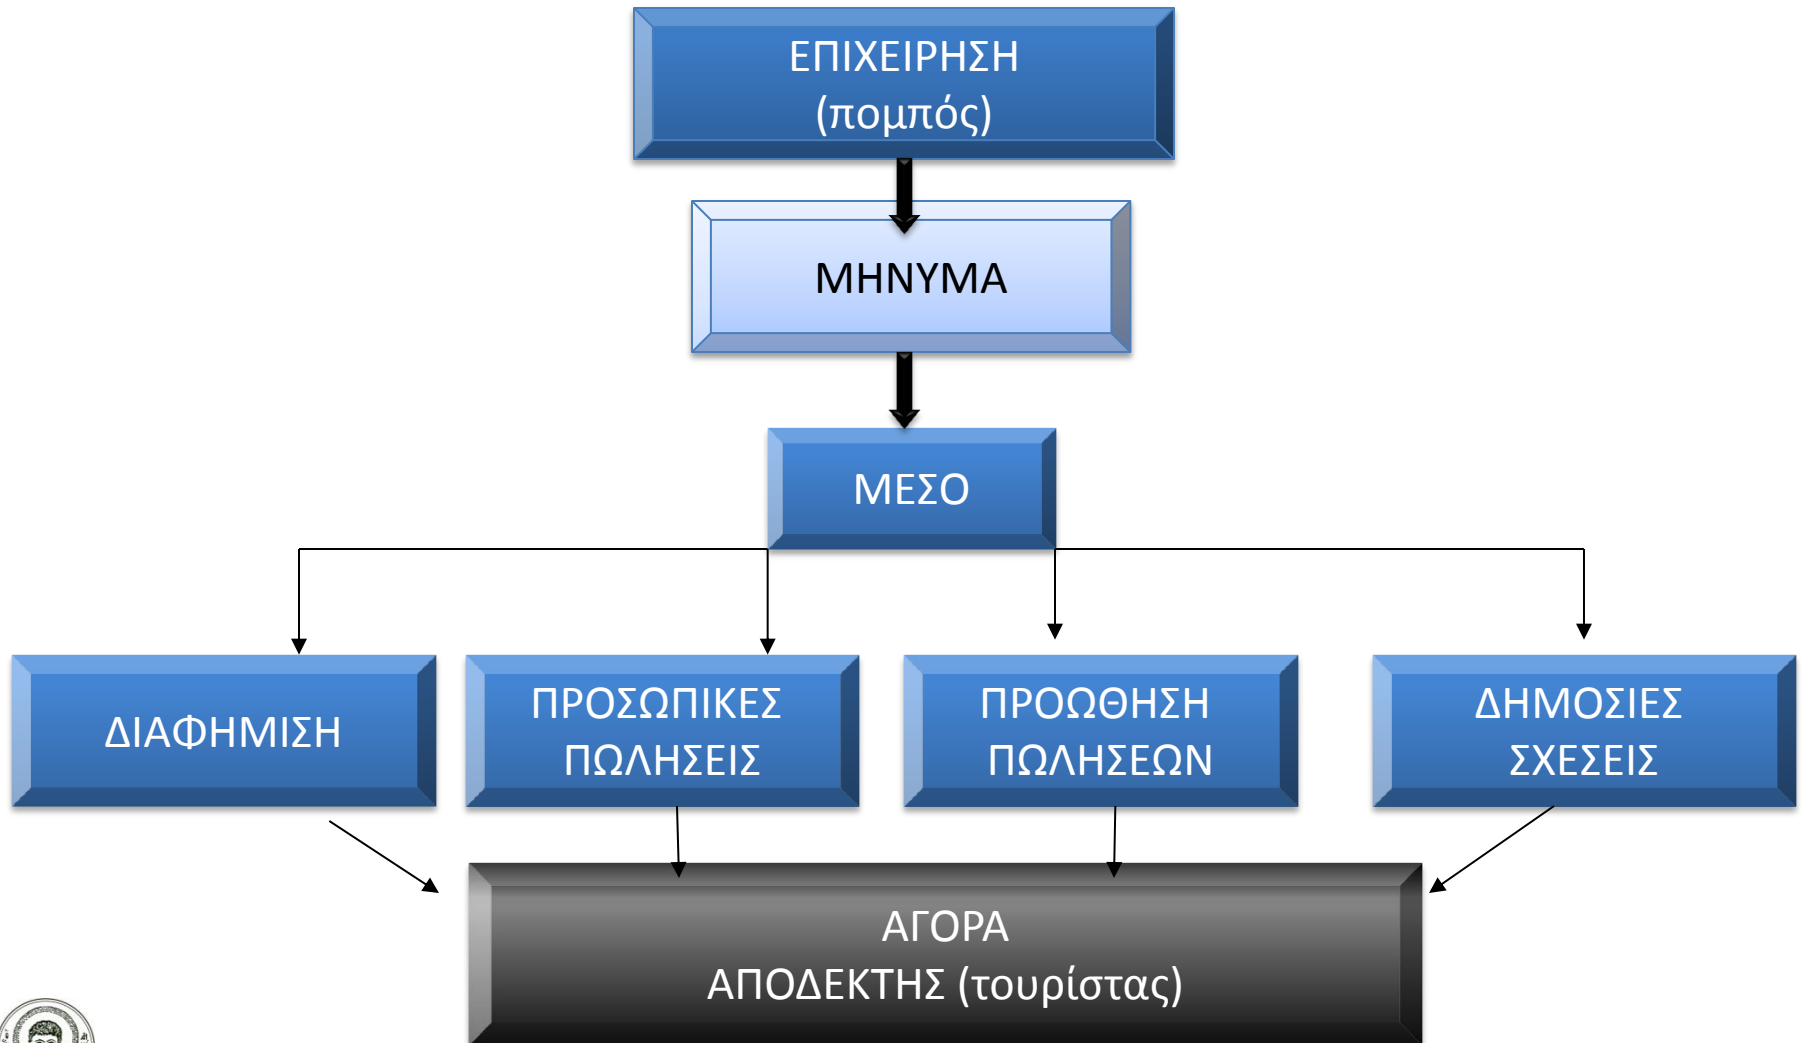 ΕΠΙΧΕΙΡΗΣΗ
(πομπός)
ΜΗΝΥΜΑ
ΜΕΣΟ
ΔΙΑΦΗΜΙΣΗ
ΠΡΟΣΩΠΙΚΕΣ
ΠΩΛΗΣΕΙΣ
ΠΡΟΩΘΗΣΗ
ΠΩΛΗΣΕΩΝ
ΔΗΜΟΣΙΕΣ
ΣΧΕΣΕΙΣ
ΑΓΟΡΑ
ΑΠΟΔΕΚΤΗΣ (τουρίστας)